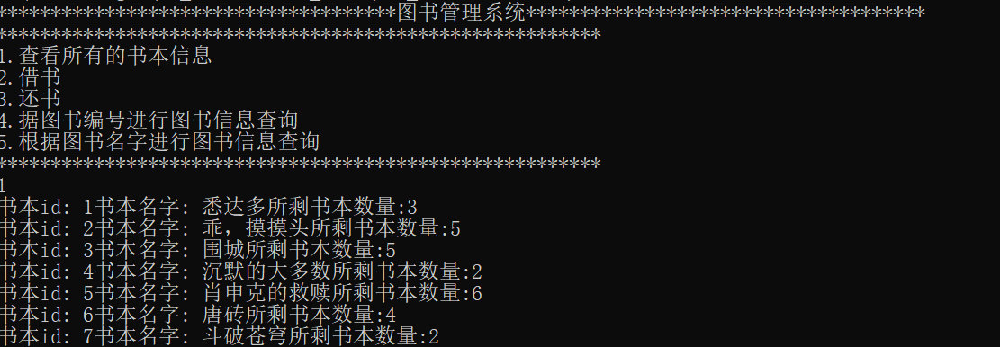 *************************************图书管理系统*************************************
********************************************************
1.查看所有的书本信息
2.借书
3.还书
4.据图书编号进行图书信息查询
5.根据图书名字进行图书信息查询
********************************************************
1
书本id: 1书本名字: 悉达多所剩书本数量:3
书本id: 2书本名字: 乖，摸摸头所剩书本数量:5
书本id: 3书本名字: 围城所剩书本数量:5
书本id: 4书本名字: 沉默的大多数所剩书本数量:2
书本id: 5书本名字: 肖申克的救赎所剩书本数量:6
书本id: 6书本名字: 唐砖所剩书本数量:4
书本id: 7书本名字: 斗破苍穹所剩书本数量:2